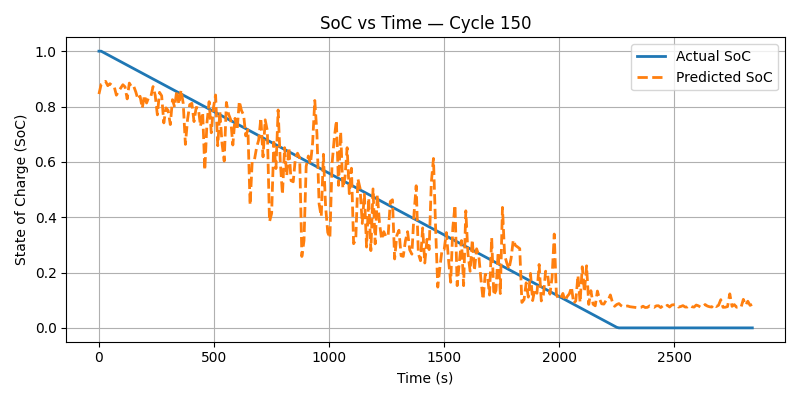 SoC vs Time — Cycle 150
Actual SoC
Predicted SoC
State of Charge (SoC)
1.0
0.8
0.6
0.4
0.2
0.0
0
500
1000
1500
2000
2500
Time (s)